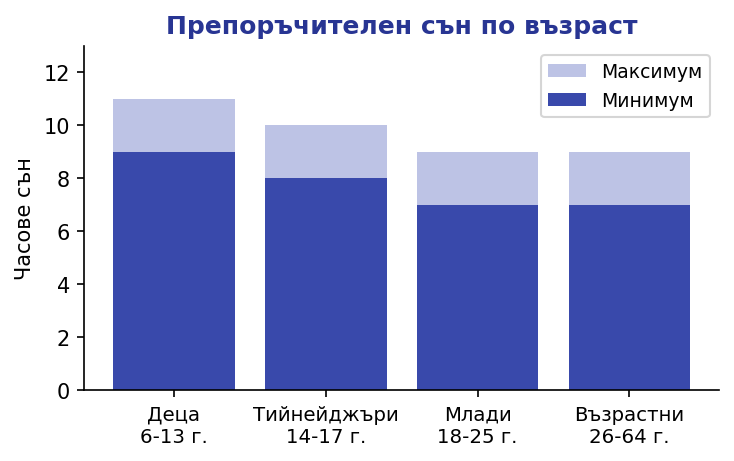 Препоръчителен сън по възраст
Максимум
Минимум
Часове сън
12
10
8
6
4
2
0
Деца
6-13 г.
Тийнейджъри
14-17 г.
Млади
18-25 г.
Възрастни
26-64 г.